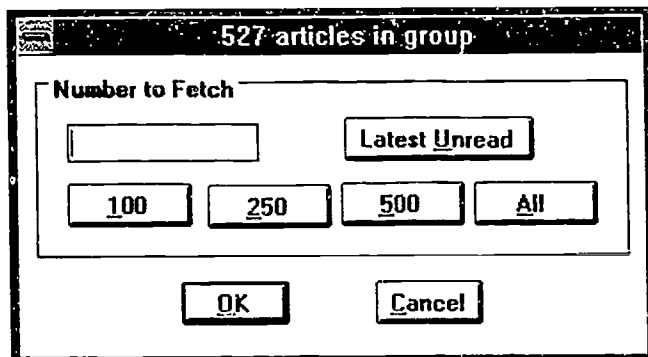 527 articles in group
Number to Fetch
Latest Unread
100 250 500 All
OK Cancel